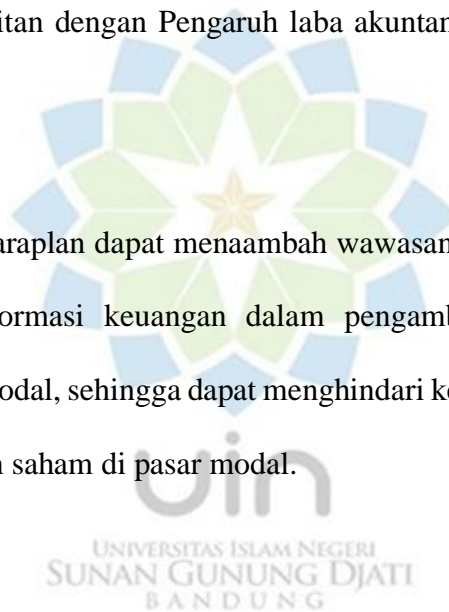 itan dengan Pengaruh laba akuntan
araplan dapat menaambah wawasan
ormasi keuangan dalam pengamb
odal, sehingga dapat menghindari ke
n saham di pasar modal.
uin
UNIVERSITAS ISLAM NEGERI
SUNAN GUNUNG DJATI
BANDUNG